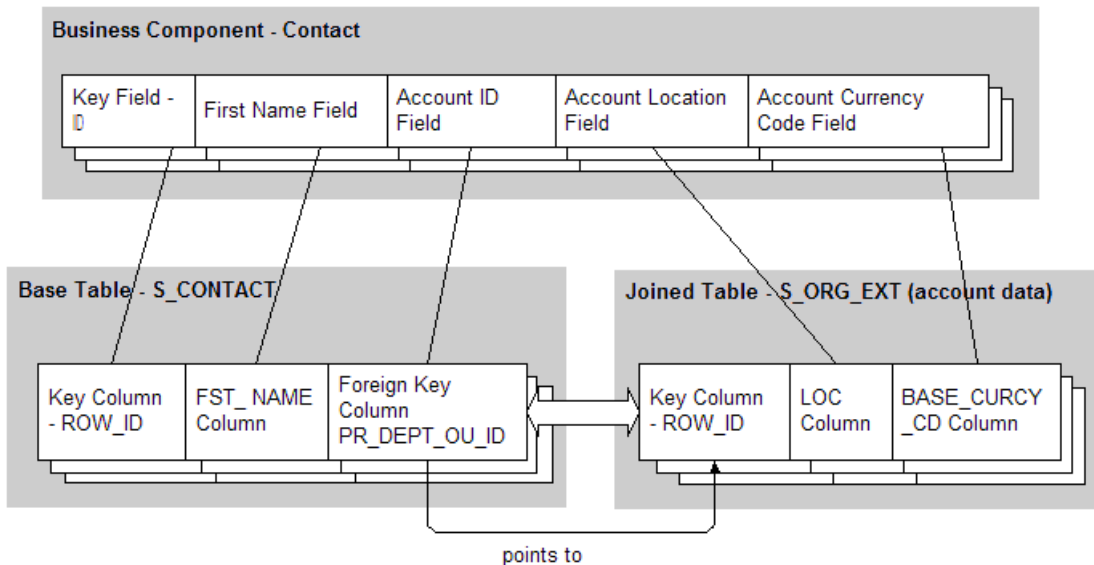 Business Component - Contact
Key Field -
ID
First Name Field
Account ID
Field
Account Location
Field
Account Currency
Code Field
Base Table - S_CONTACT
Joined Table - S_ORG_EXT (account data)
Key Column
- ROW_ID
FST_ NAME
Column
Foreign Key
Column
PR_DEPT_OU_ID
Key Column
- ROW_ID
LOC
Column
BASE_CURCY
_CD Column
points to